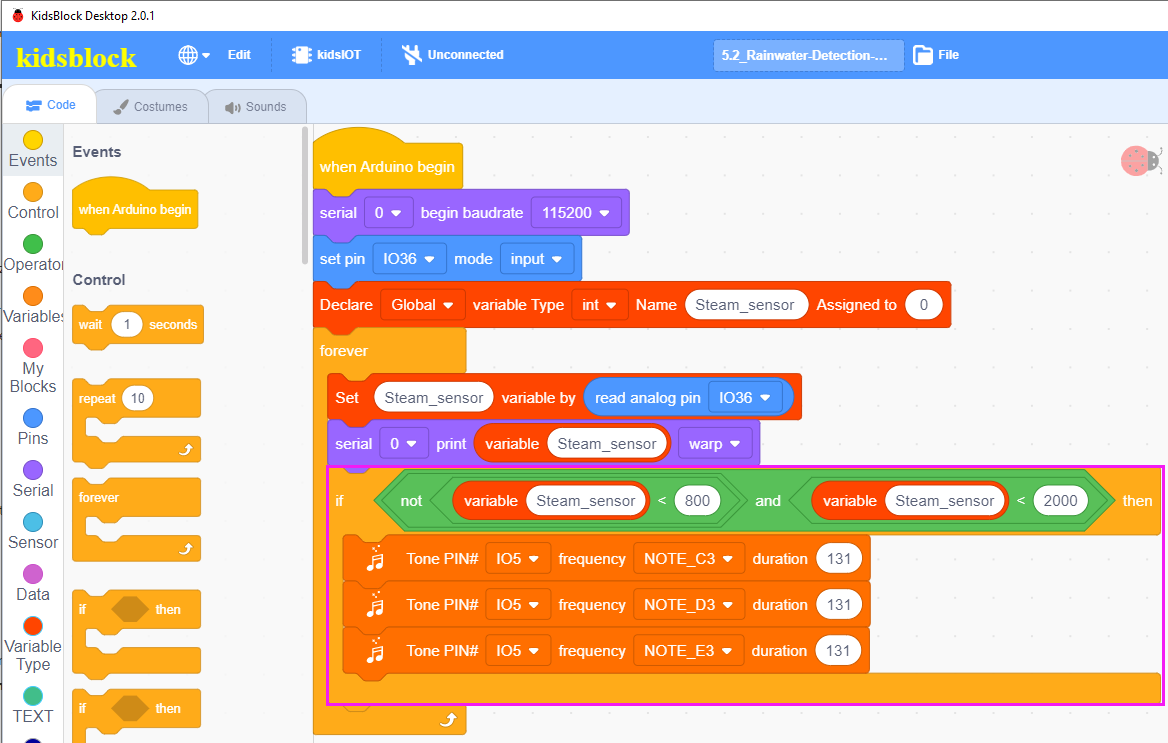 KidsBlock Desktop 2.0.1
kidsblock Edit kidsIOT Unconnected 5.2_Rainwater-Detection-... File
Code Costumes Sounds
Events
Control
Operator
Variables
My
Blocks
Pins
Serial
Sensor
Data
Variable
Type
TEXT
Events
when Arduino begin
Control
wait 1 seconds
repeat 10
forever
if then
if then
when Arduino begin
serial 0 begin baudrate 115200
set pin IO36 mode input
Declare Global variable Type int Name Steam_sensor Assigned to 0
forever
Set Steam_sensor variable by read analog pin IO36
serial 0 print variable Steam_sensor warp
if not variable Steam_sensor < 800 and variable Steam_sensor < 2000 then
Tone PIN# IO5 frequency NOTE_C3 duration 131
Tone PIN# IO5 frequency NOTE_D3 duration 131
Tone PIN# IO5 frequency NOTE_E3 duration 131